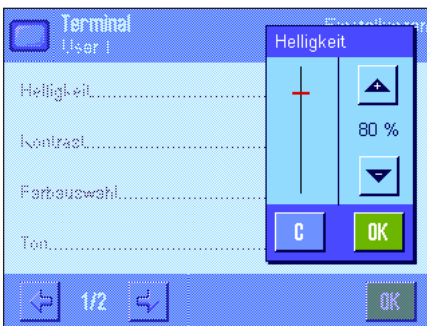 Terminal
User 1
Helligkeit
Kontrast
Farbauswahl
Ton
1/2
OK
Helligkeit
80 %
C
OK